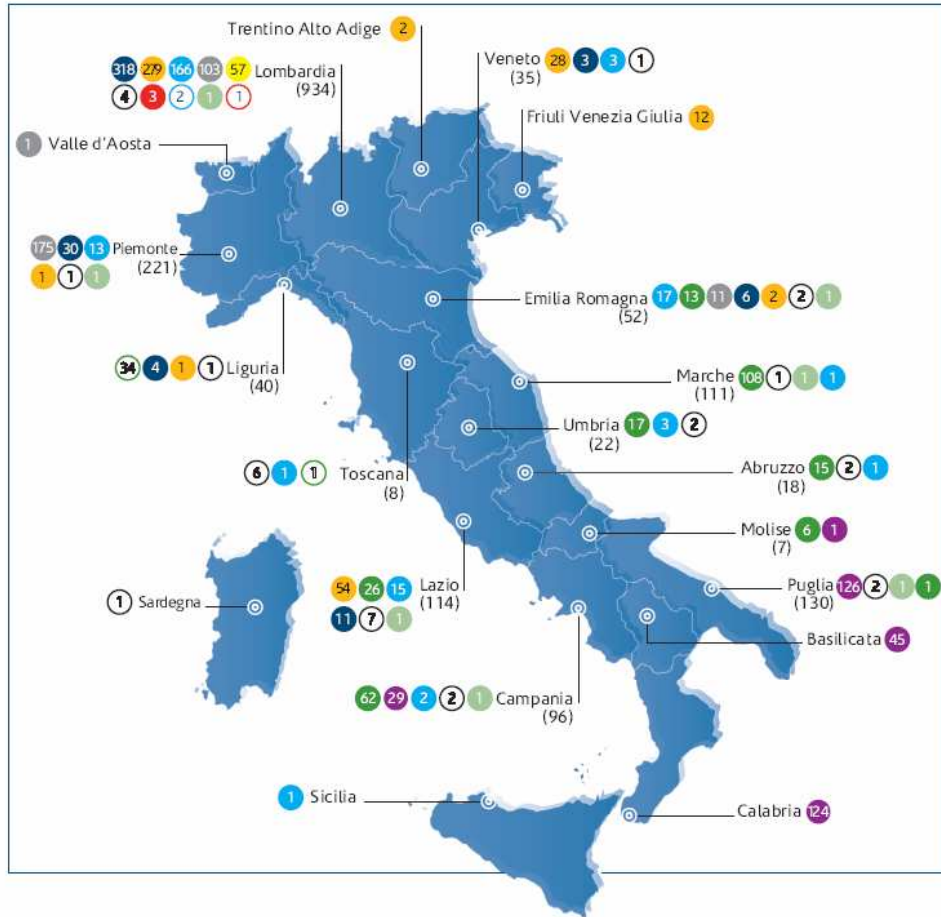 Trentino Alto Adige 2
318 279 166 103 57 Lombardia
4 3 2 1 1 (934)
Veneto 28 3 3 1
(35)
Friuli Venezia Giulia 12
1 Valle d'Aosta
175 30 13 Piemonte
1 1 1 (221)
Emilia Romagna 17 13 11 6 2 2 1
(52)
34 4 1 1 Liguria
(40)
Marche 108 1 1 1
(111)
Umbria 17 3 2
(22)
6 1 1 Toscana
(8)
Abruzzo 15 2 1
(18)
Molise 6 1
(7)
54 26 15 Lazio
11 7 1 (114)
Puglia 126 2 1 1
(130)
1 Sardegna
Basilicata 45
62 29 2 2 1 Campania
(96)
1 Sicilia
Calabria 124